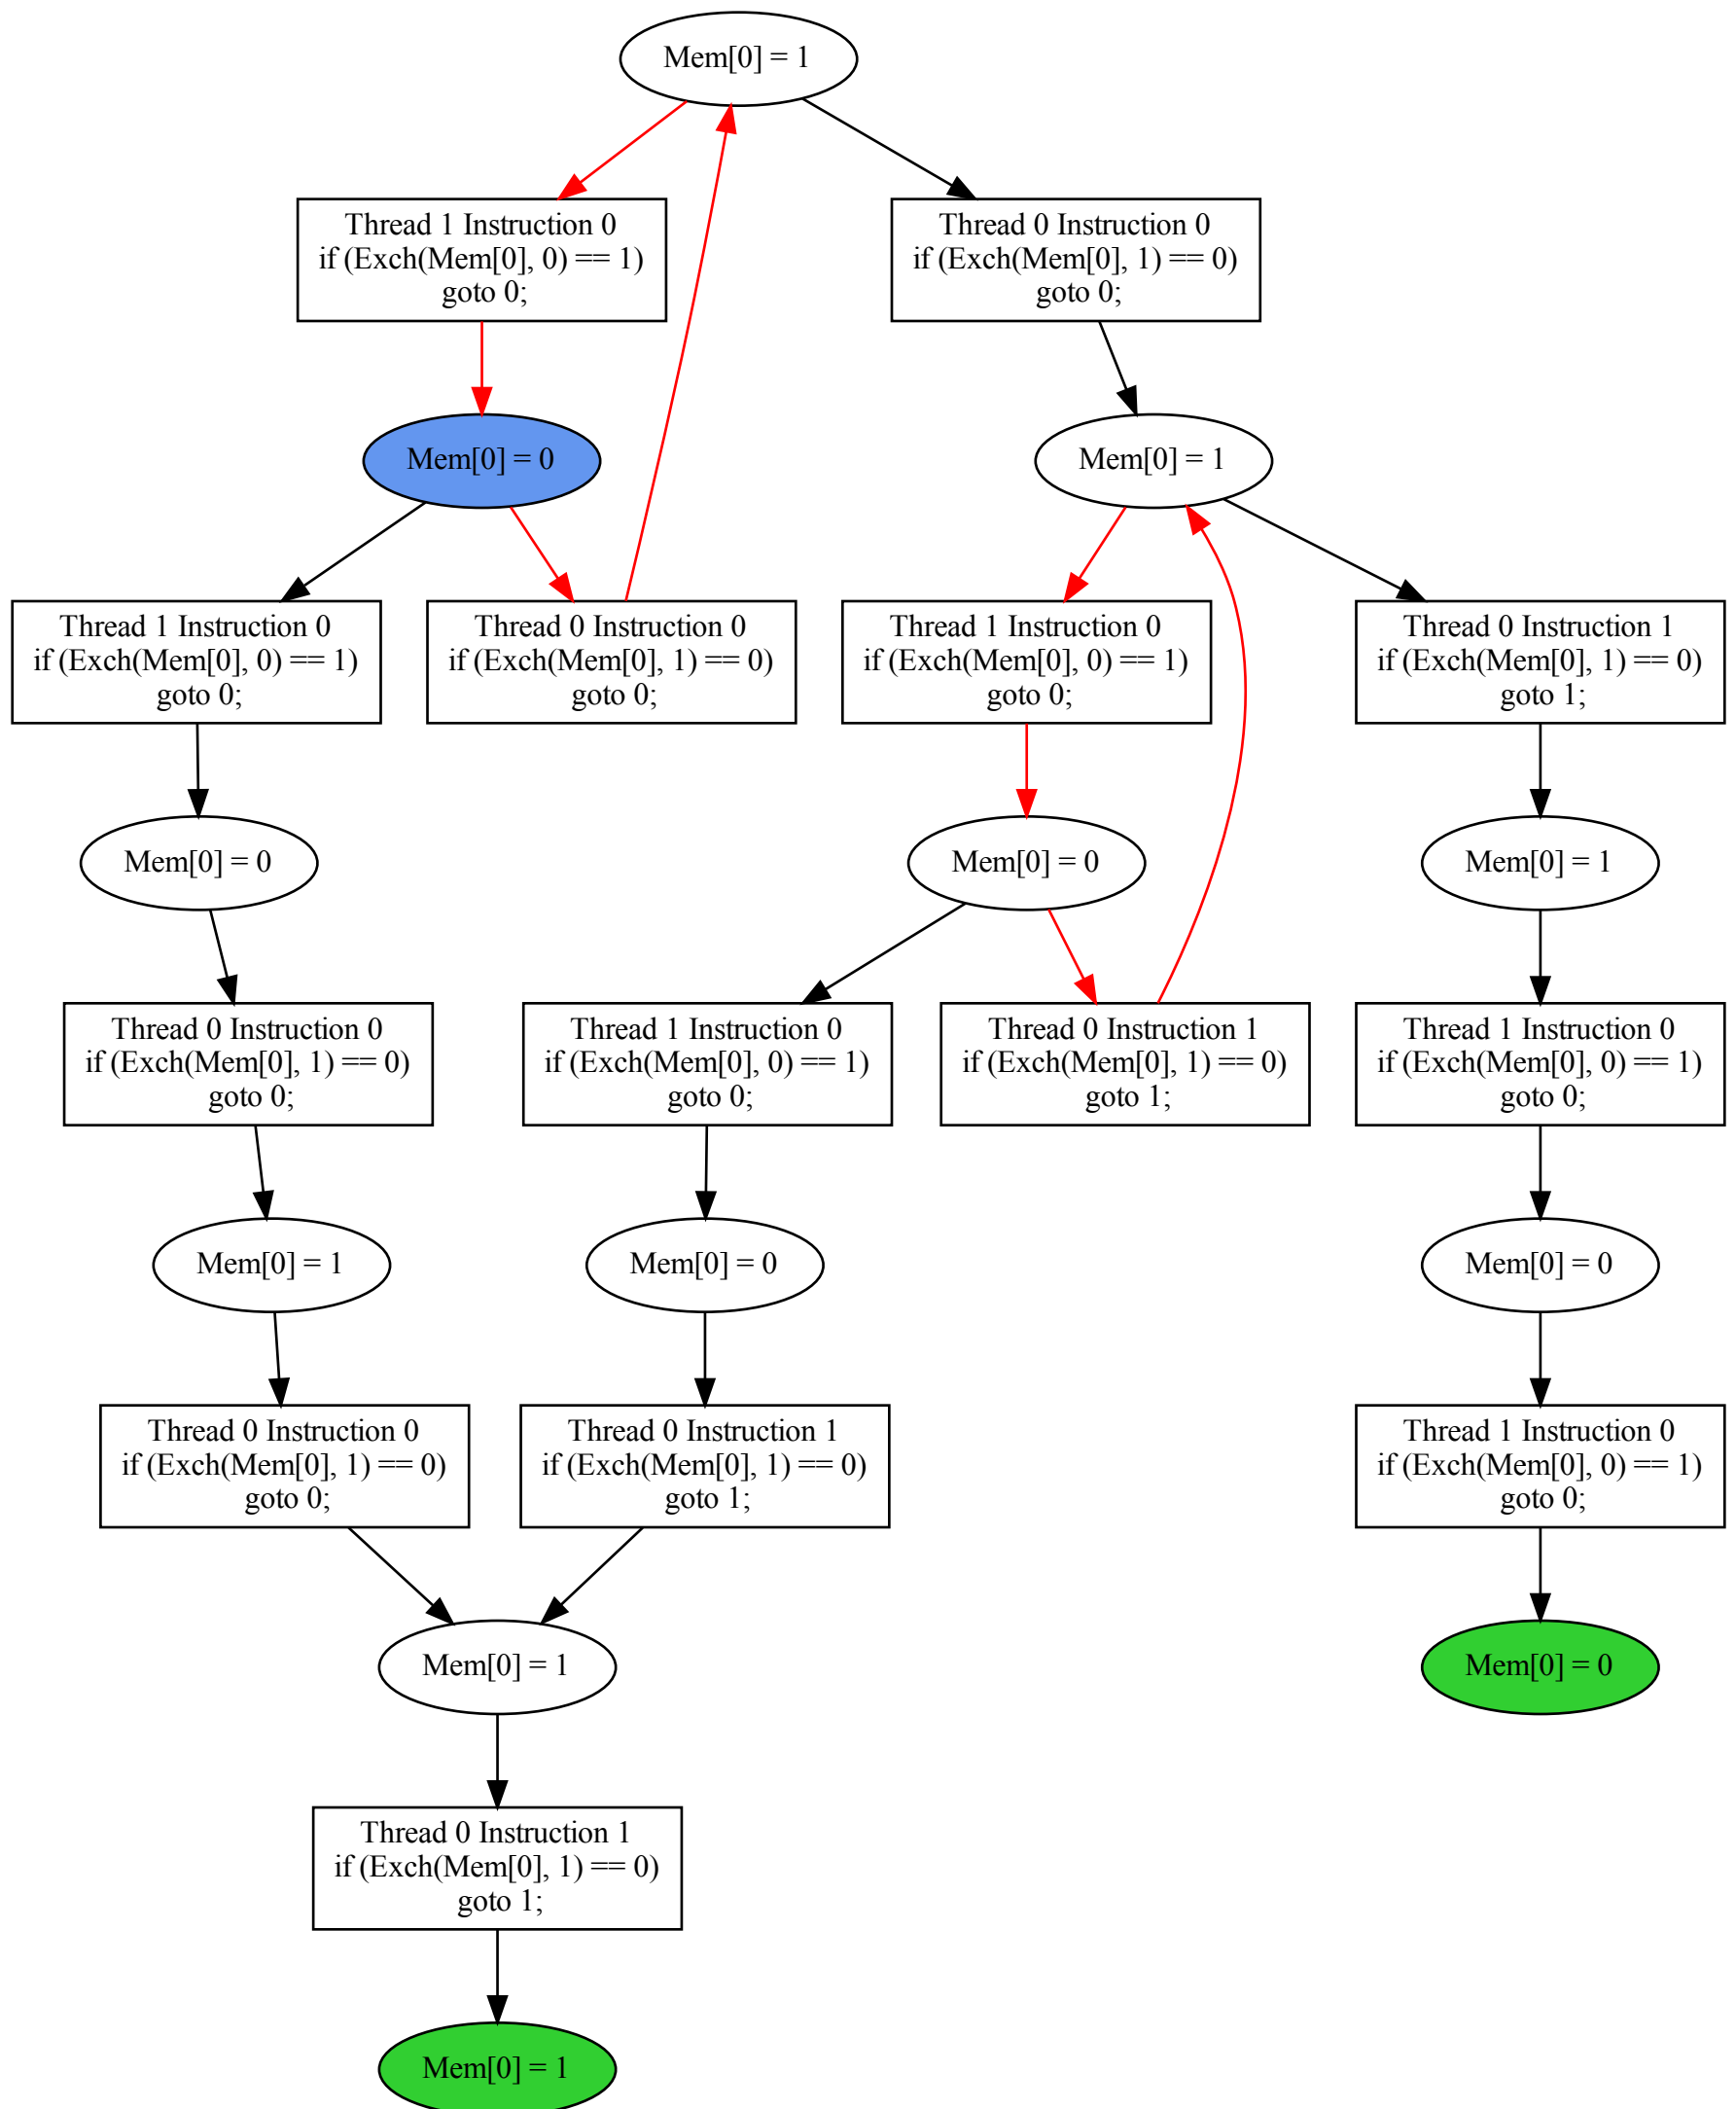 Mem[0] = 1
Thread 1 Instruction 0
if (Exch(Mem[0], 0) == 1)
goto 0;
Thread 0 Instruction 0
if (Exch(Mem[0], 1) == 0)
goto 0;
Mem[0] = 0
Mem[0] = 1
Thread 1 Instruction 0
if (Exch(Mem[0], 0) == 1)
goto 0;
Thread 0 Instruction 0
if (Exch(Mem[0], 1) == 0)
goto 0;
Thread 1 Instruction 0
if (Exch(Mem[0], 0) == 1)
goto 0;
Thread 0 Instruction 1
if (Exch(Mem[0], 1) == 0)
goto 1;
Mem[0] = 0
Mem[0] = 0
Mem[0] = 1
Thread 0 Instruction 0
if (Exch(Mem[0], 1) == 0)
goto 0;
Thread 1 Instruction 0
if (Exch(Mem[0], 0) == 1)
goto 0;
Thread 0 Instruction 1
if (Exch(Mem[0], 1) == 0)
goto 1;
Thread 1 Instruction 0
if (Exch(Mem[0], 0) == 1)
goto 0;
Mem[0] = 1
Mem[0] = 0
Mem[0] = 0
Thread 0 Instruction 0
if (Exch(Mem[0], 1) == 0)
goto 0;
Thread 0 Instruction 1
if (Exch(Mem[0], 1) == 0)
goto 1;
Thread 1 Instruction 0
if (Exch(Mem[0], 0) == 1)
goto 0;
Mem[0] = 1
Mem[0] = 0
Thread 0 Instruction 1
if (Exch(Mem[0], 1) == 0)
goto 1;
Mem[0] = 1